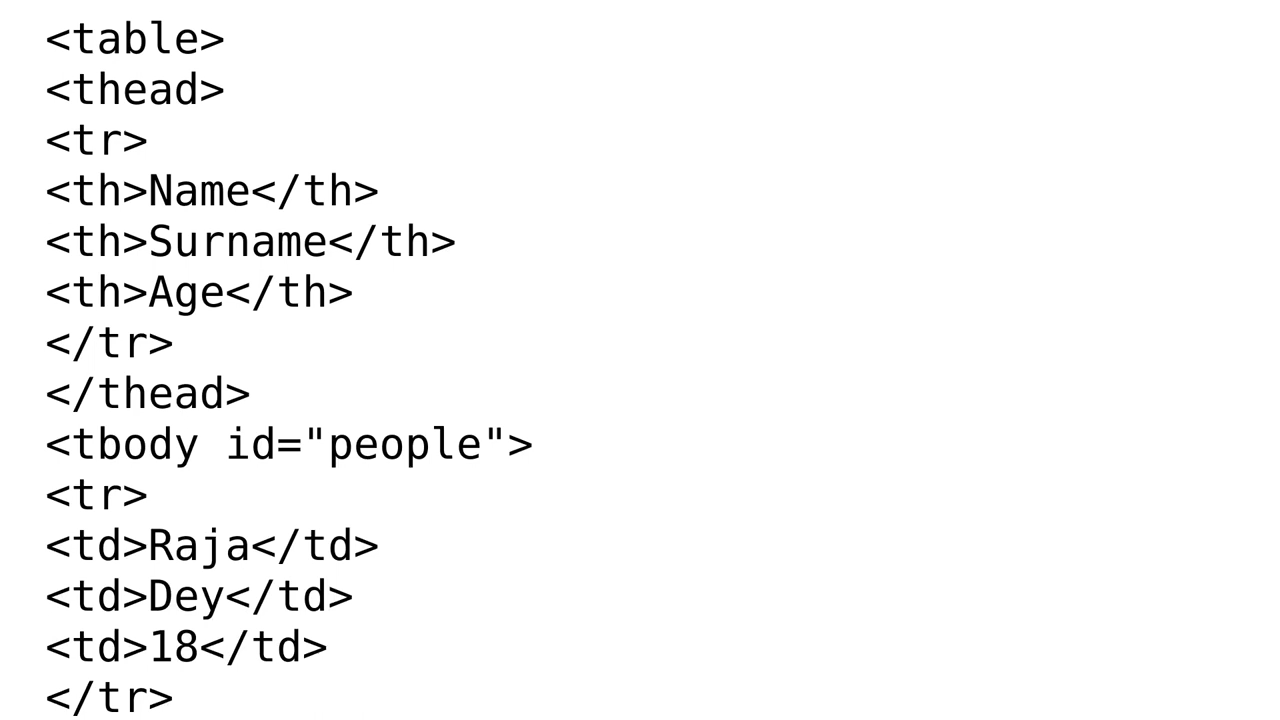 <table>
<thead>
<tr>
<th>Name</th>
<th>Surname</th>
<th>Age</th>
</tr>
</thead>
<tbody id="people">
<tr>
<td>Raja</td>
<td>Dey</td>
<td>18</td>
</tr>